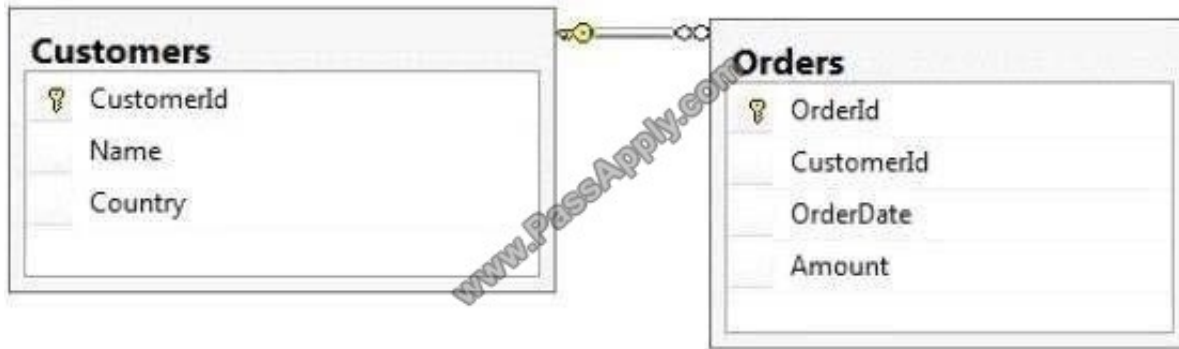 Customers
CustomerId
Name
Country
Orders
OrderId
CustomerId
OrderDate
Amount
www.PassApply.com